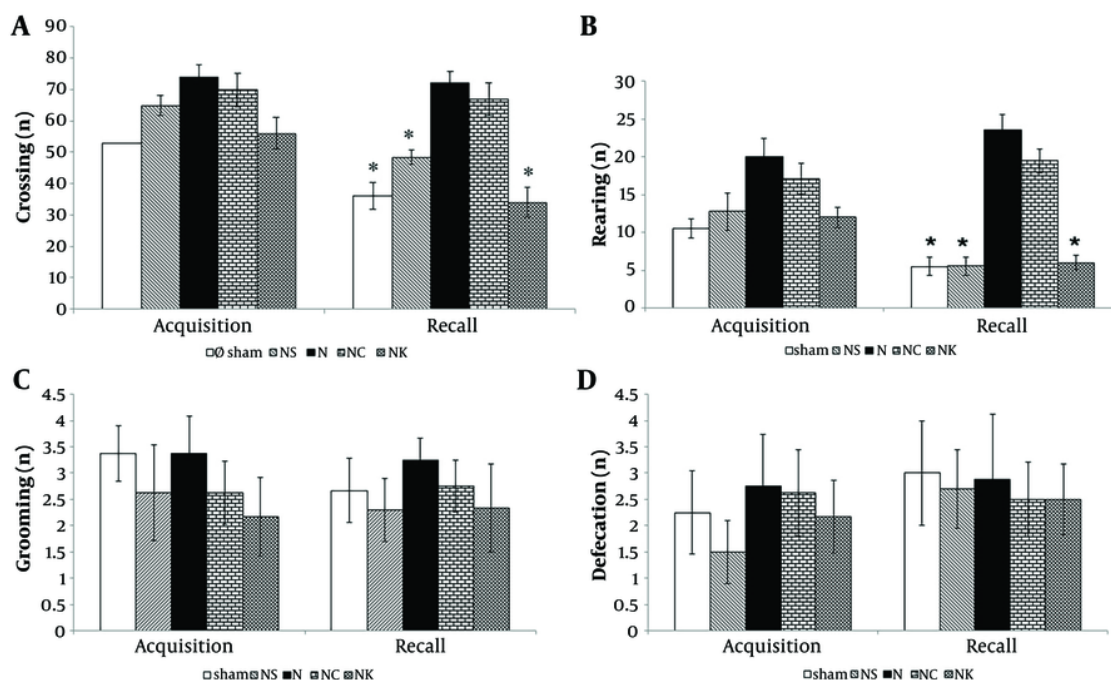 A
Crossing (n)
90
80
70
60
50
40
30
20
10
0
*
*
*
Acquisition Recall
Ø sham NS N NC NK
B
Rearing (n)
30
25
20
15
10
5
0
* * *
Acquisition Recall
sham NS N NC NK
C
Grooming (n)
4.5
4
3.5
3
2.5
2
1.5
1
0.5
0
Acquisition Recall
sham NS N NC NK
D
Defecation (n)
4.5
4
3.5
3
2.5
2
1.5
1
0.5
0
Acquisition Recall
sham NS N NC NK